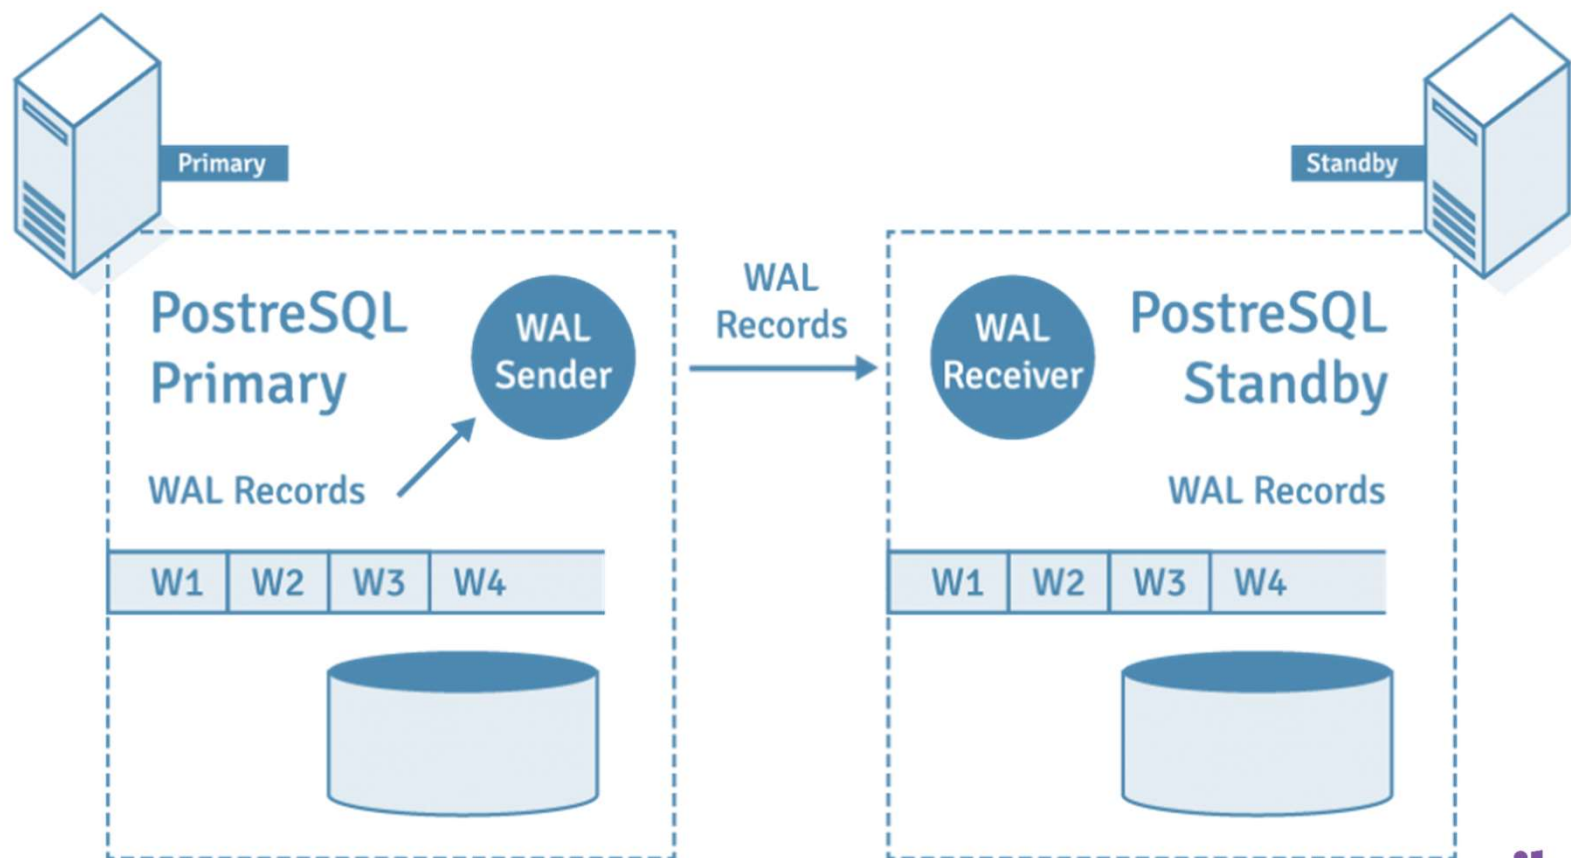 Primary
Standby
PostreSQL
Primary
WAL
Sender
WAL Records
W1 W2 W3 W4
WAL
Records
WAL
Receiver
PostreSQL
Standby
WAL Records
W1 W2 W3 W4